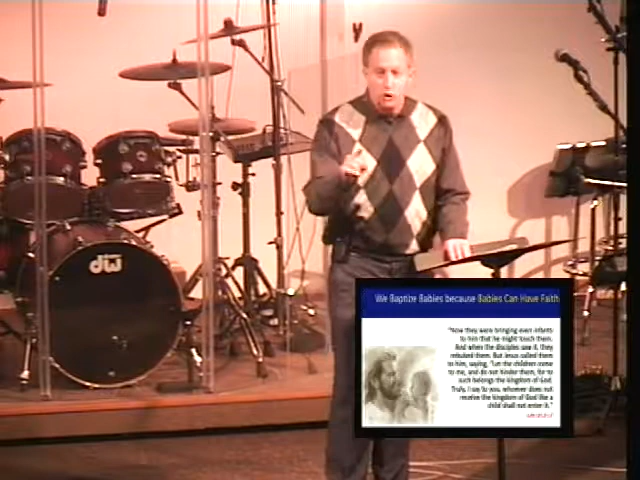 dw
We Baptize Babies because Babies Can Have Faith
"Now they were bringing even infants
to him that he might touch them.
And when the disciples saw it, they
rebuked them. But Jesus called them
to him, saying, "Let the children come
to me, and do not hinder them, for to
such belongs the kingdom of God.
Truly, I say to you, whoever does not
receive the kingdom of God like a
child shall not enter it."